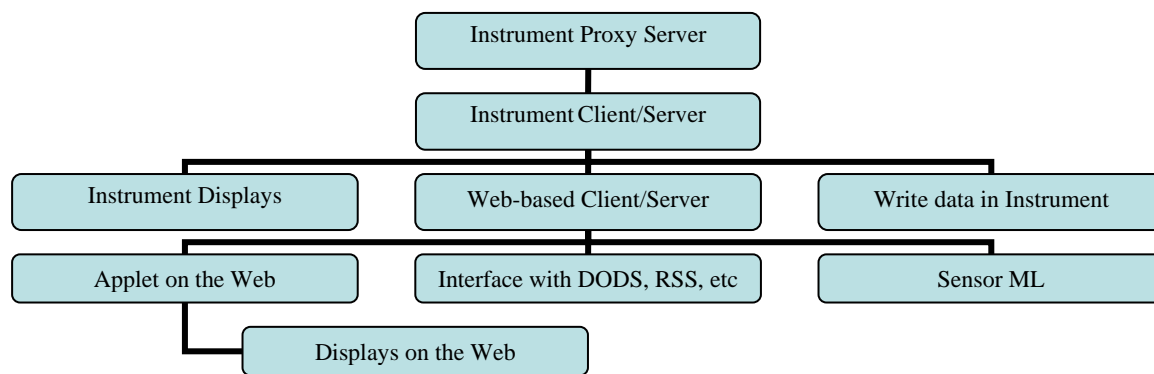 Instrument Proxy Server
Instrument Client/Server
Instrument Displays
Web-based Client/Server
Write data in Instrument
Applet on the Web
Interface with DODS, RSS, etc
Sensor ML
Displays on the Web